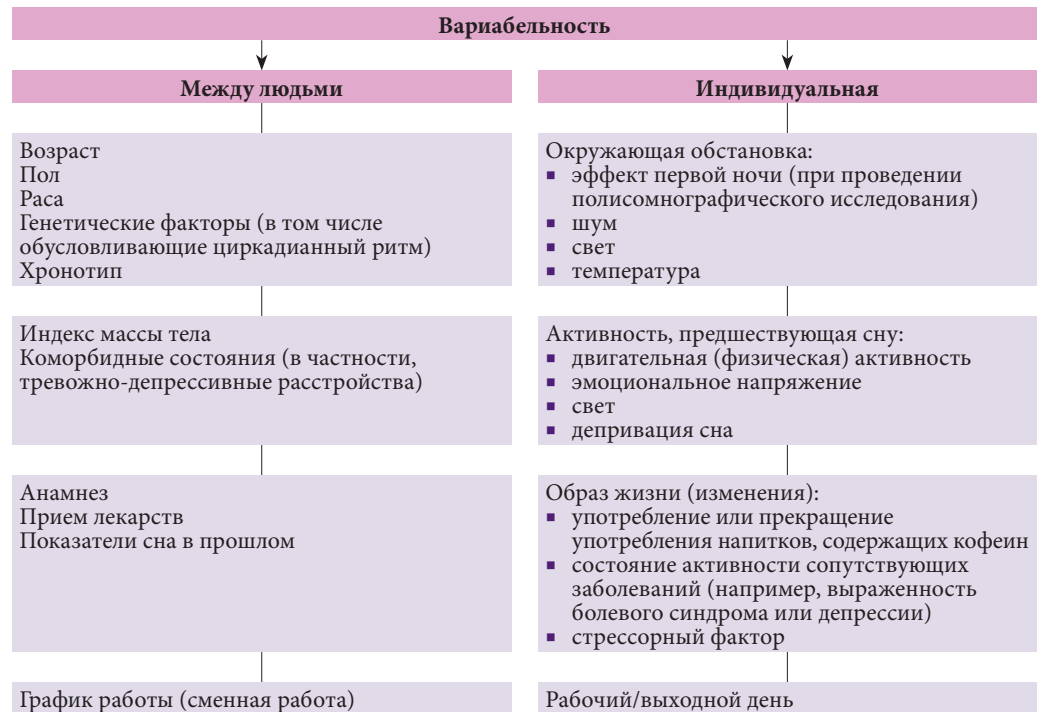 Вариабельность
Между людьми
Возраст
Пол
Раса
Генетические факторы (в том числе
обусловливающие циркадианный ритм)
Хронотип
Индекс массы тела
Коморбидные состояния (в частности,
тревожно-депрессивные расстройства)
Анамнез
Прием лекарств
Показатели сна в прошлом
График работы (сменная работа)
Индивидуальная
Окружающая обстановка:
▪ эффект первой ночи (при проведении
полисомнографического исследования)
▪ шум
▪ свет
▪ температура
Активность, предшествующая сну:
▪ двигательная (физическая) активность
▪ эмоциональное напряжение
▪ свет
▪ депривация сна
Образ жизни (изменения):
▪ употребление или прекращение
употребления напитков, содержащих кофеин
▪ состояние активности сопутствующих
заболеваний (например, выраженность
болевого синдрома или депрессии)
▪ стрессорный фактор
Рабочий/выходной день